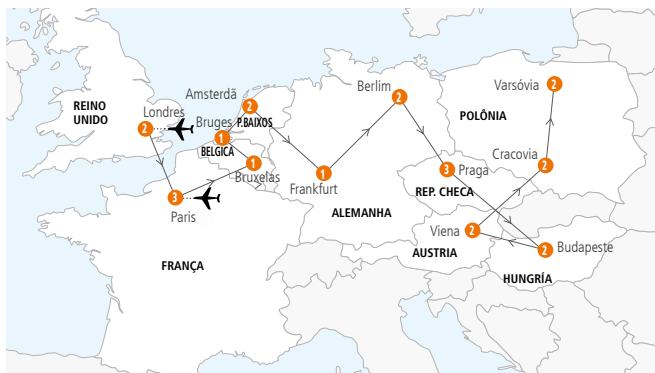 REINO
UNIDO
Londres
2
Amsterdã
2
Bruges
1
P.BAIXOS
BELGICA
1
Bruxelas
3
Paris
FRANÇA
1
Frankfurt
ALEMANHA
Berlim
2
Varsóvia
2
POLÔNIA
Cracovia
2
3
Praga
REP. CHECA
Viena
2
AUSTRIA
2
Budapeste
HUNGRÍA